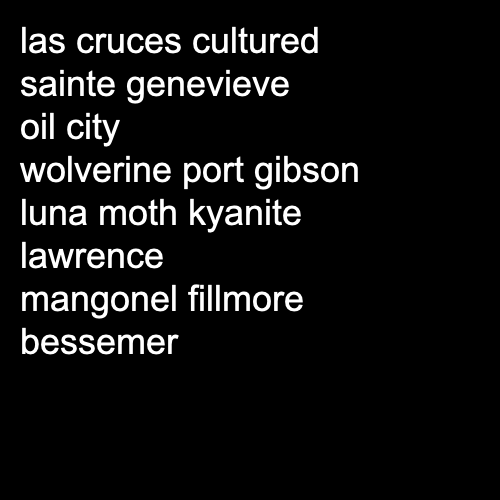 las cruces cultured
sainte genevieve
oil city
wolverine port gibson
luna moth kyanite
lawrence
mangonel fillmore
bessemer